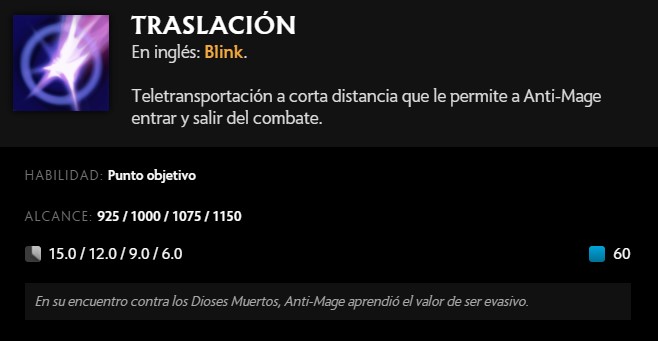 TRASLACIÓN
En inglés: Blink.
Teletransportación a corta distancia que le permite a Anti-Mage
entrar y salir del combate.
HABILIDAD: Punto objetivo
ALCANCE: 925 / 1000 / 1075 / 1150
15.0 / 12.0 / 9.0 / 6.0 60
En su encuentro contra los Dioses Muertos, Anti-Mage aprendió el valor de ser evasivo.